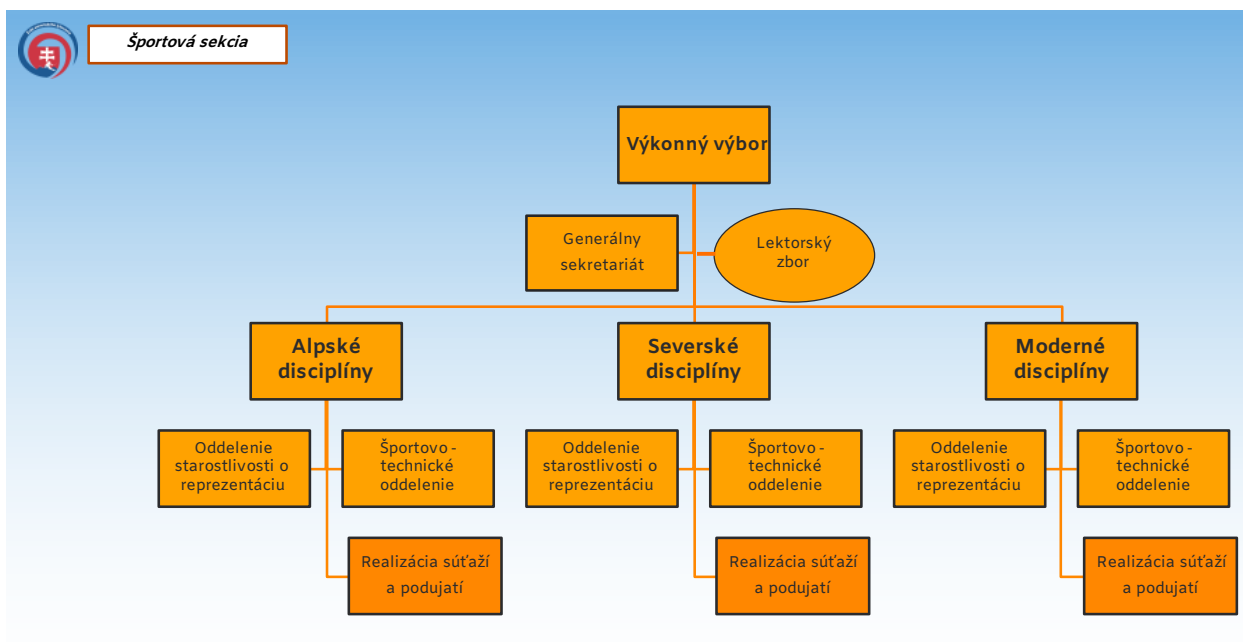 Športová sekcia
Výkonný výbor
Generálny
sekretariát
Lektorský
zbor
Alpské
disciplíny
Severské
disciplíny
Moderné
disciplíny
Oddelenie
starostlivosti o
reprezentáciu
Športovo -
technické
oddelenie
Oddelenie
starostlivosti o
reprezentáciu
Športovo -
technické
oddelenie
Oddelenie
starostlivosti o
reprezentáciu
Športovo -
technické
oddelenie
Realizácia súťaží
a podujatí
Realizácia súťaží
a podujatí
Realizácia súťaží
a podujatí